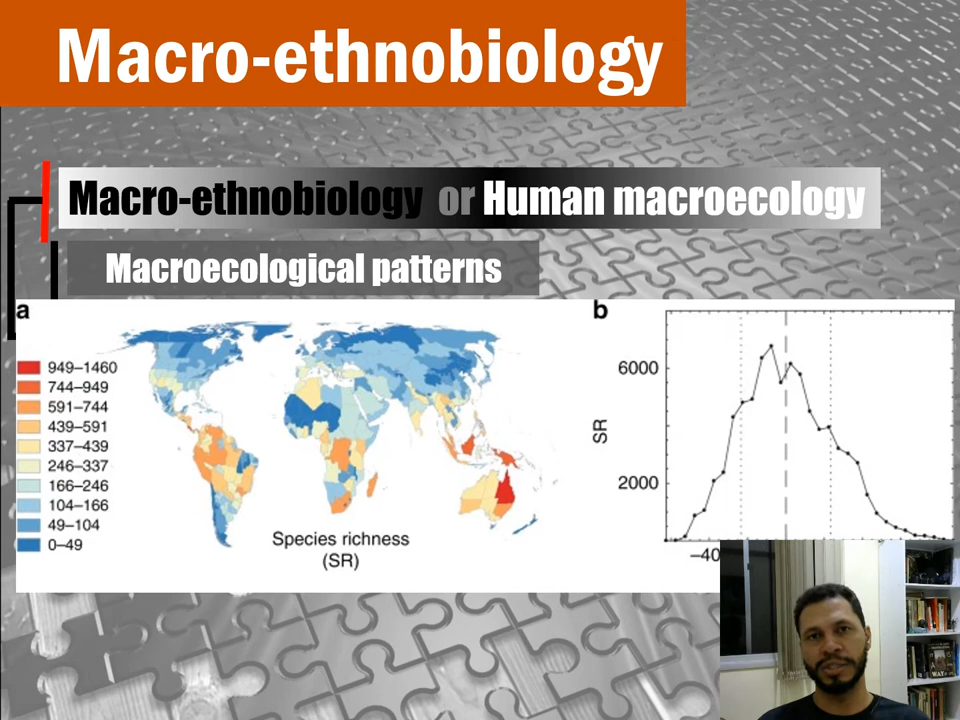 Macro-ethnobiology
Macro-ethnobiology or Human macroecology
Macroecological patterns
a
949–1460
744–949
591–744
439–591
337–439
246–337
166–246
104–166
49–104
0–49
Species richness
(SR)
b
6000
SR
2000
–40
WAY